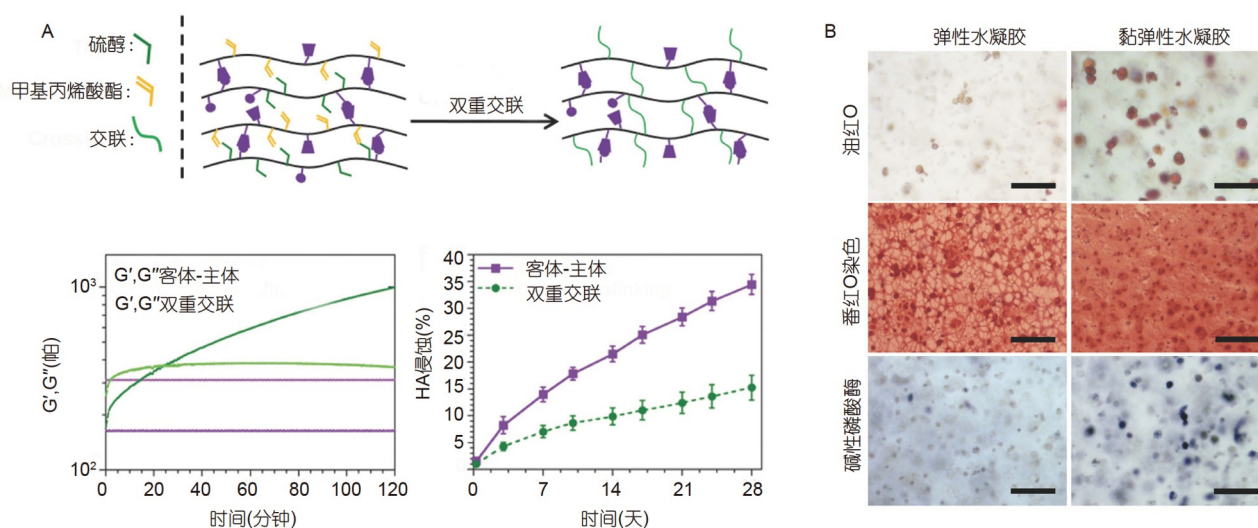 A
硫醇:
甲基丙烯酸酯:
交联:
双重交联
G′,G″客体-主体
G′,G″双重交联
G′,G″(帕)
10³
10²
0 20 40 60 80 100 120
时间(分钟)
客体-主体
双重交联
HA侵蚀(%)
40
35
30
25
20
15
10
5
0 7 14 21 28
时间(天)
B
弹性水凝胶
黏弹性水凝胶
油红O
番红O染色
碱性磷酸酶